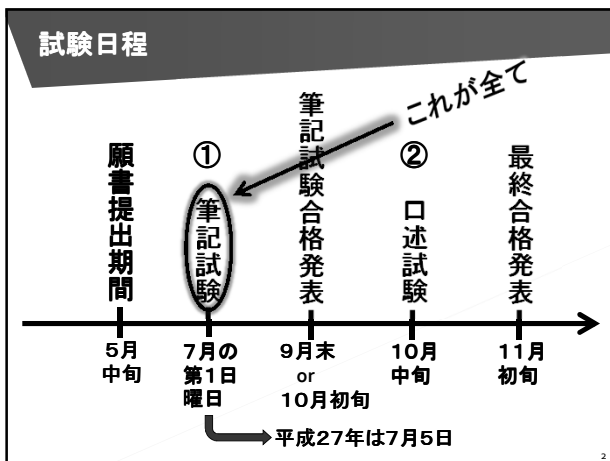 試験日程
これが全て
願書提出期間
①
筆記試験
筆記試験合格発表
②
口述試験
最終合格発表
5月
中旬
7月の
第1日
曜日
9月末
or
10月初旬
10月
中旬
11月
初旬
平成27年は7月5日
2